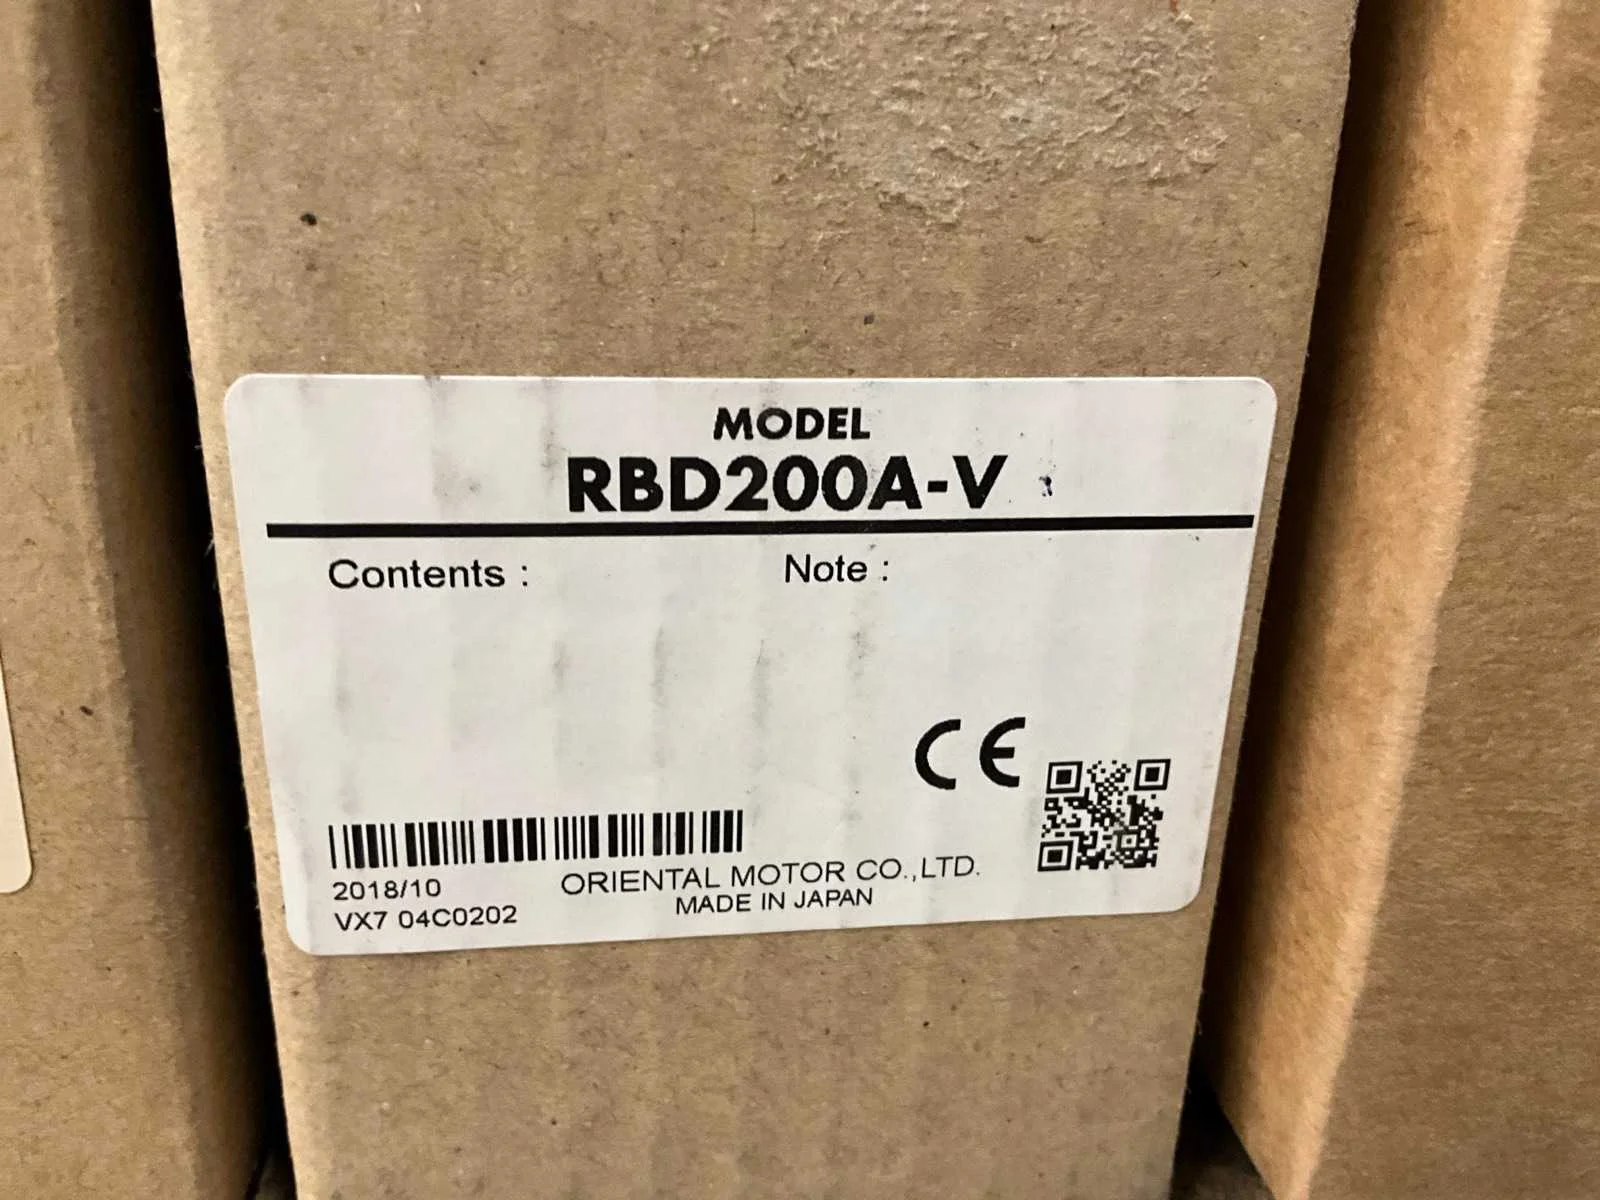 MODEL
RBD200A-V
Contents :
Note :
CE
2018/10
VX7 04C0202
ORIENTAL MOTOR CO.,LTD.
MADE IN JAPAN